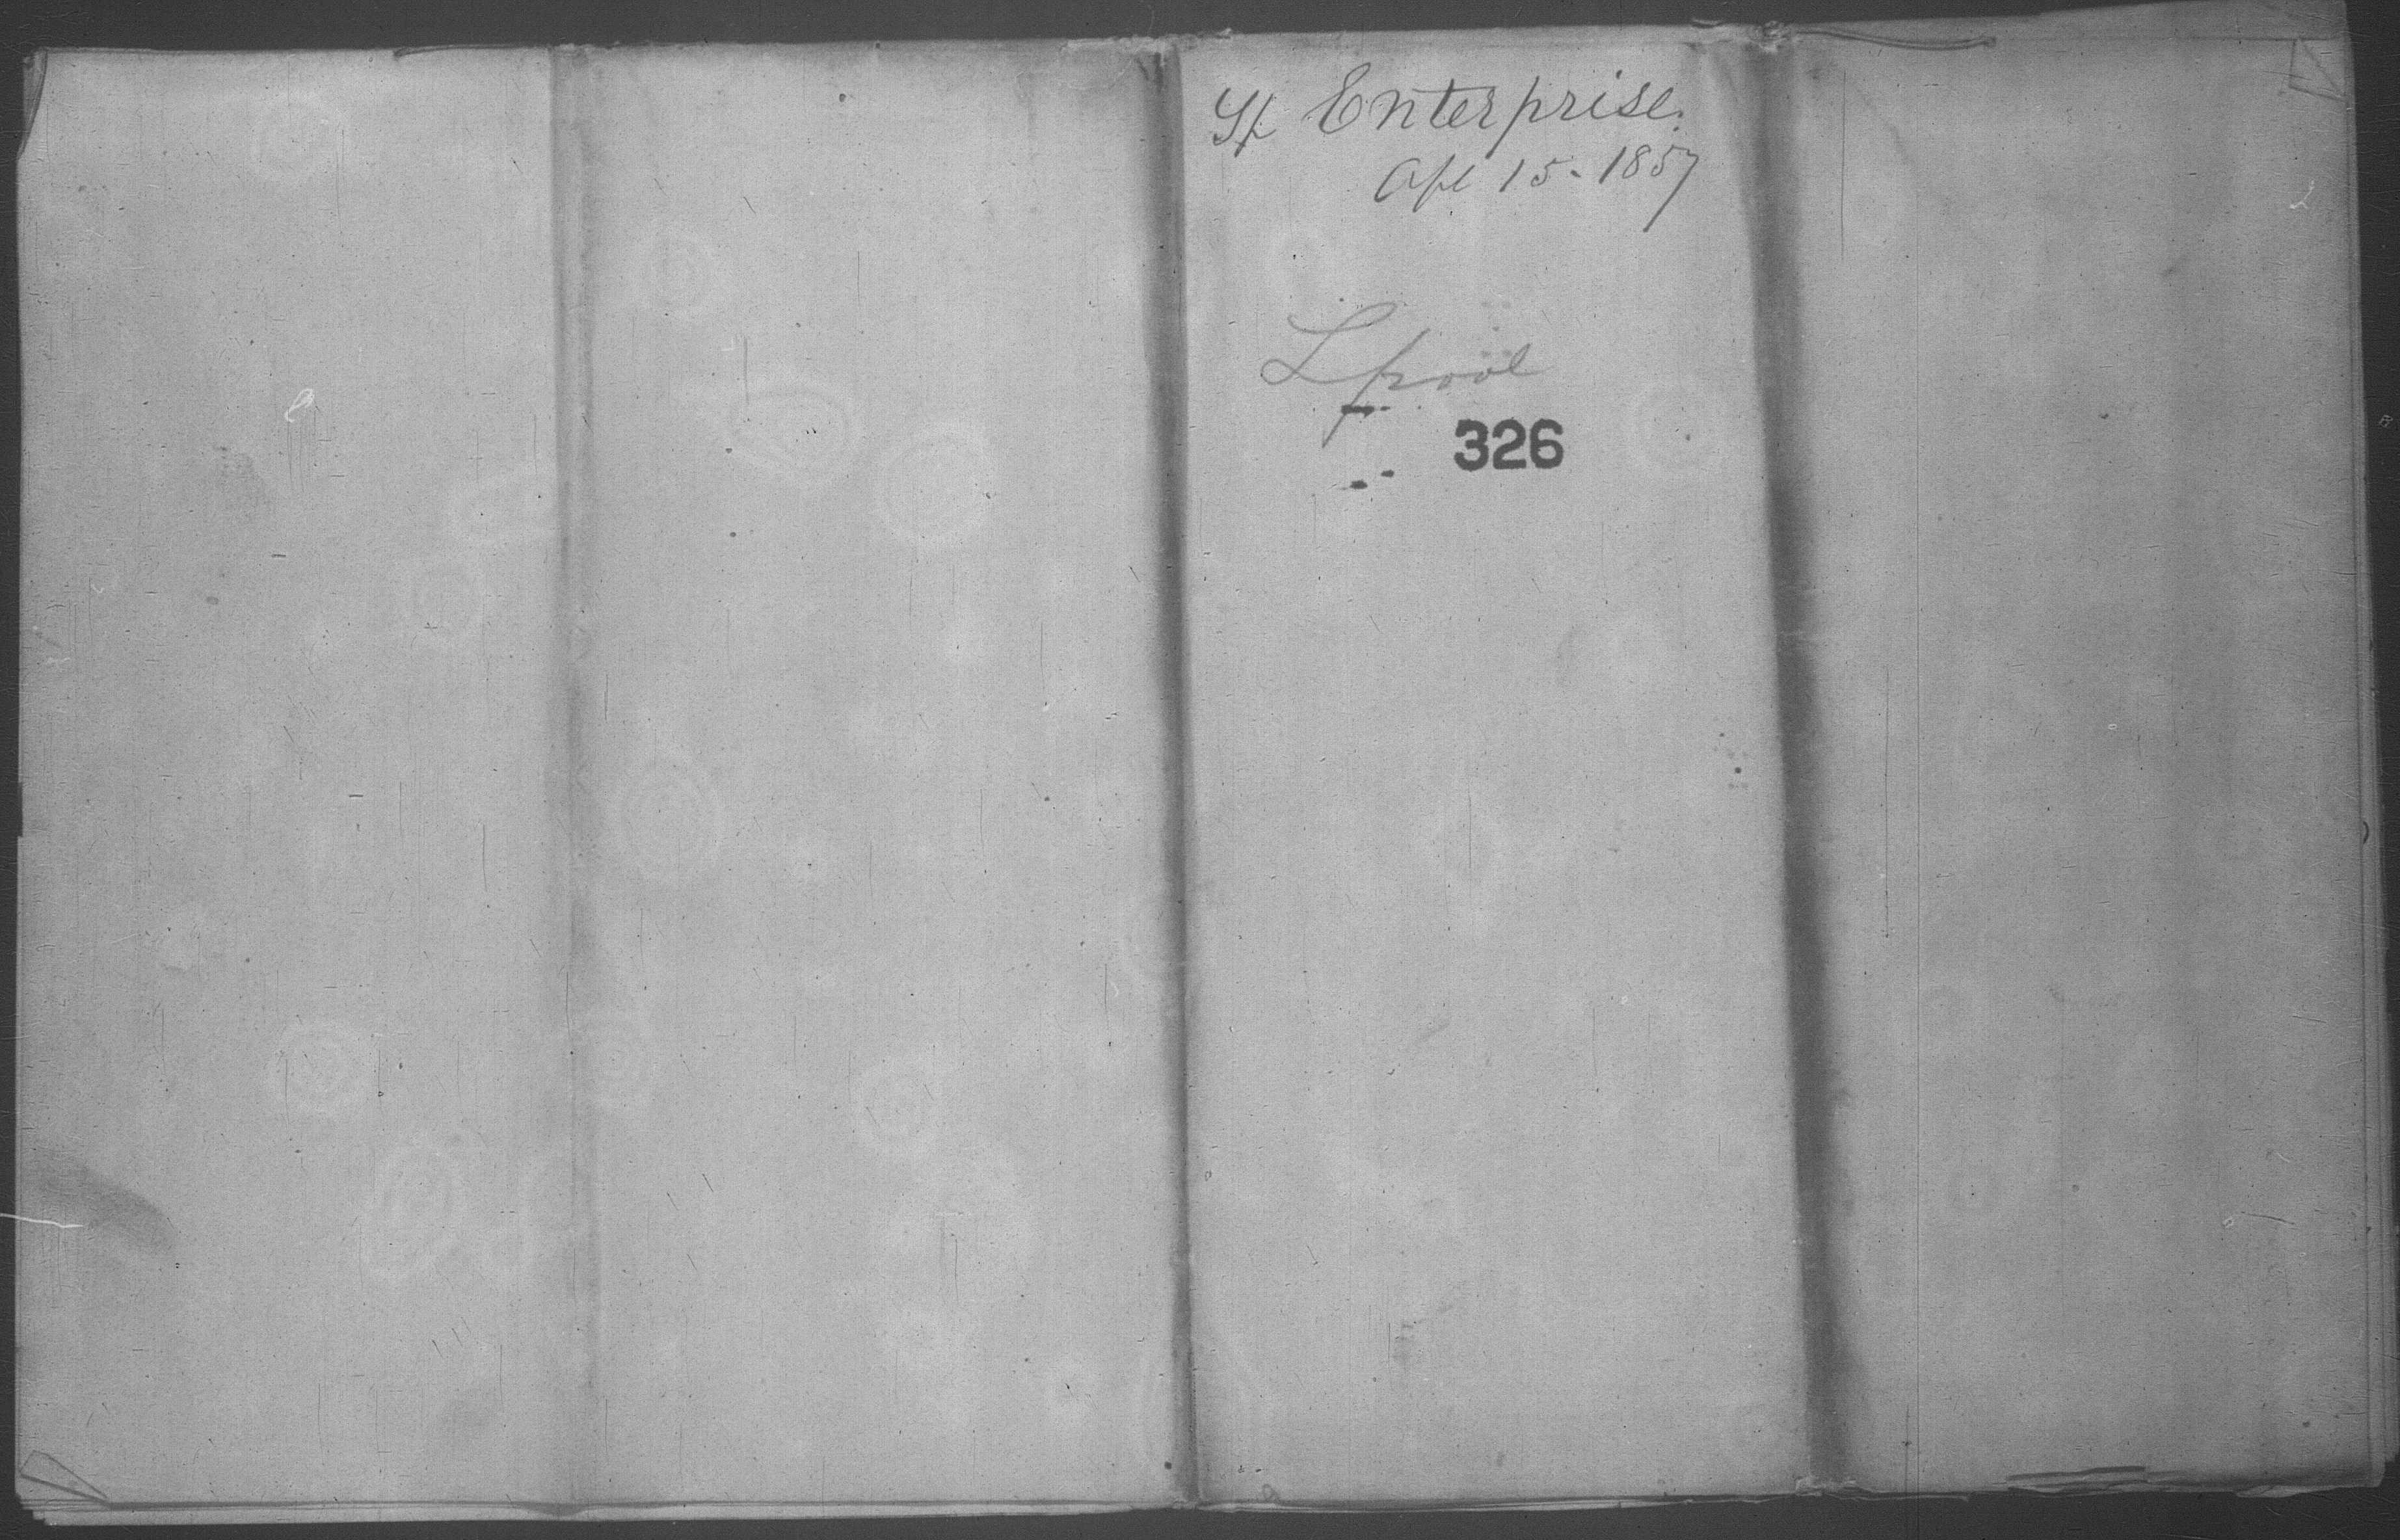 Sp Enterprise.
Apl 15 - 1857
Lpool
326